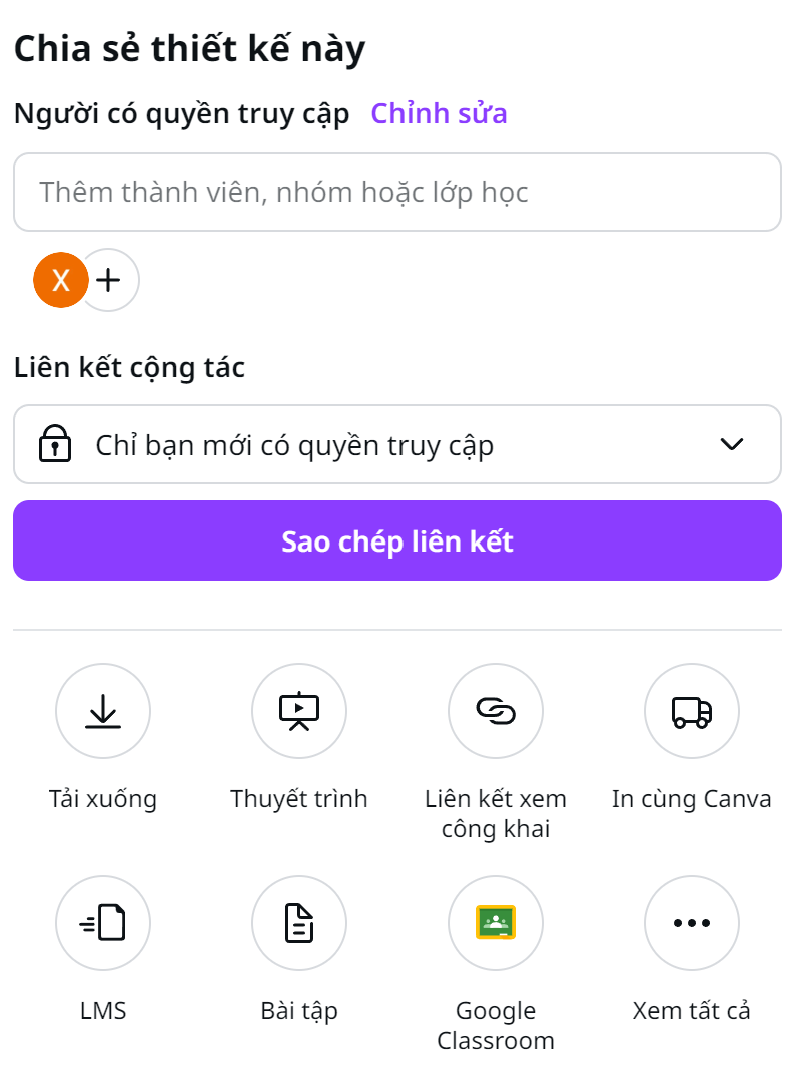 Chia sẻ thiết kế này
Người có quyền truy cập Chỉnh sửa
Thêm thành viên, nhóm hoặc lớp học
X
Liên kết cộng tác
Chỉ bạn mới có quyền truy cập
Sao chép liên kết
Tải xuống
Thuyết trình
Liên kết xem
công khai
In cùng Canva
LMS
Bài tập
Google
Classroom
Xem tất cả